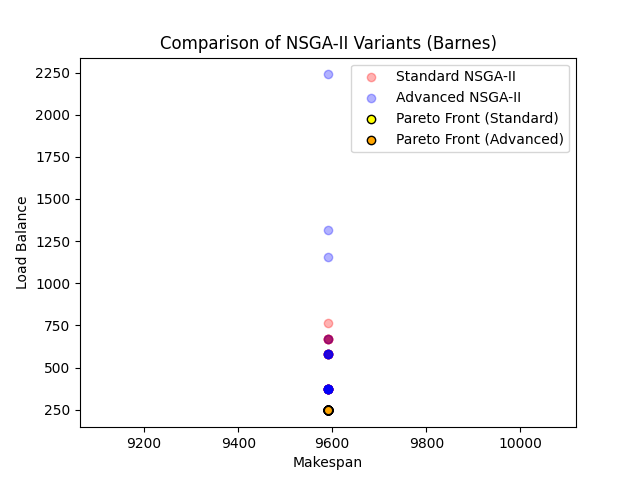 Comparison of NSGA-II Variants (Barnes)
Standard NSGA-II
Advanced NSGA-II
Pareto Front (Standard)
Pareto Front (Advanced)
Load Balance
2250
2000
1750
1500
1250
1000
750
500
250
9200 9400 9600 9800 10000
Makespan